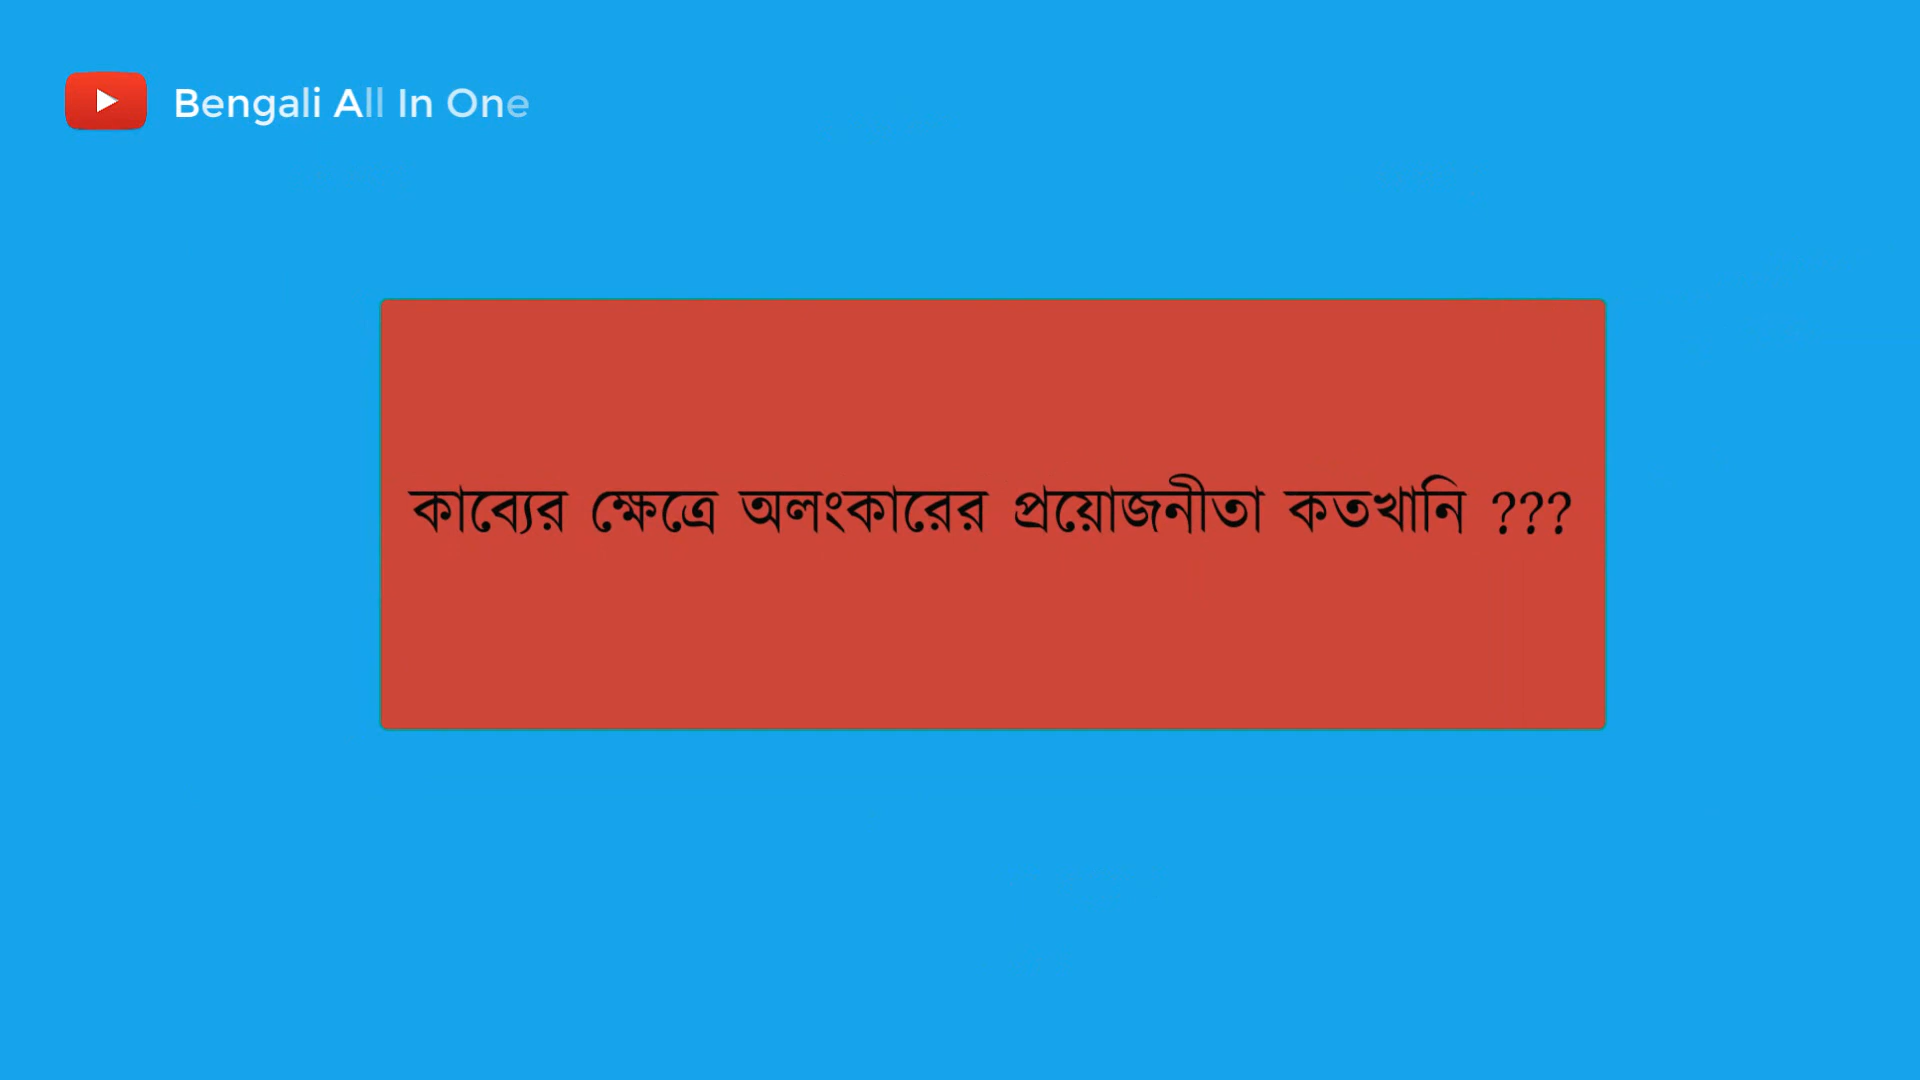 Bengali All In One
কাব্যের ক্ষেত্রে অলংকারের প্রয়োজনীতা কতখানি ???